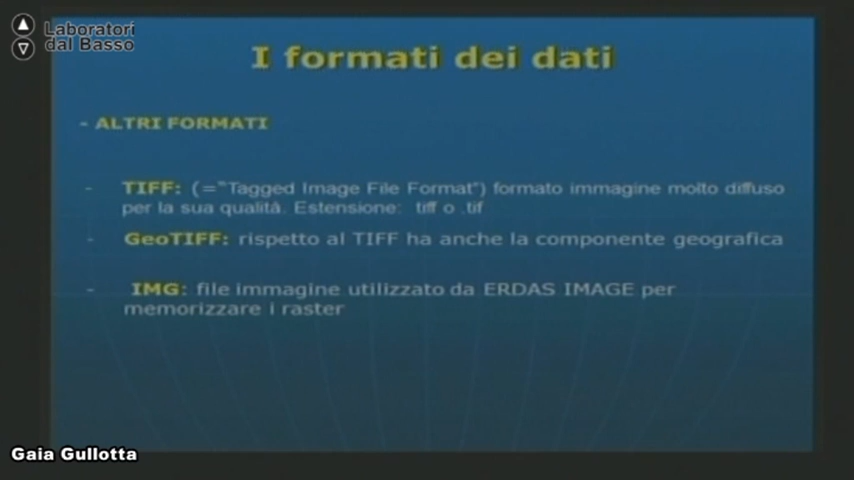 Laboratori
dal Basso
I formati dei dati
- ALTRI FORMATI
- TIFF: (="Tagged Image File Format") formato immagine molto diffuso
per la sua qualità. Estensione: tiff o .tif
- GeoTIFF: rispetto al TIFF ha anche la componente geografica
- IMG: file immagine utilizzato da ERDAS IMAGE per
memorizzare i raster
Gaia Gullotta